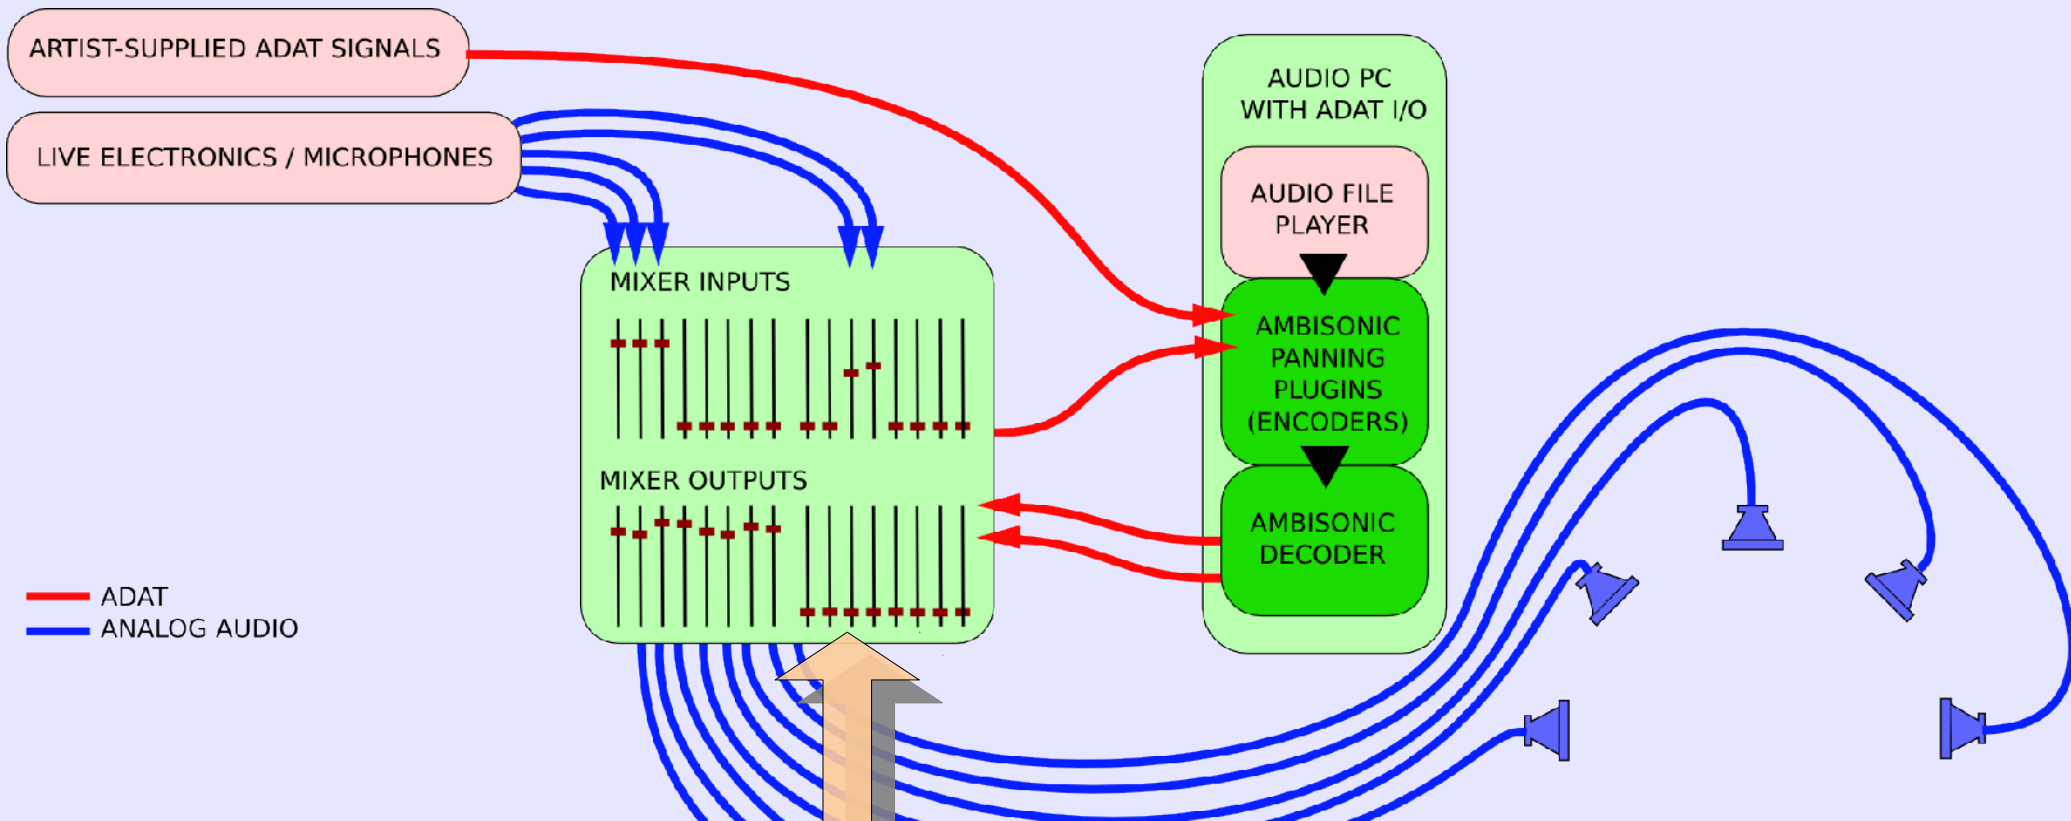 ARTIST-SUPPLIED ADAT SIGNALS
LIVE ELECTRONICS / MICROPHONES
MIXER INPUTS
MIXER OUTPUTS
AUDIO PC
WITH ADAT I/O
AUDIO FILE
PLAYER
AMBISONIC
PANNING
PLUGINS
(ENCODERS)
AMBISONIC
DECODER
ADAT
ANALOG AUDIO